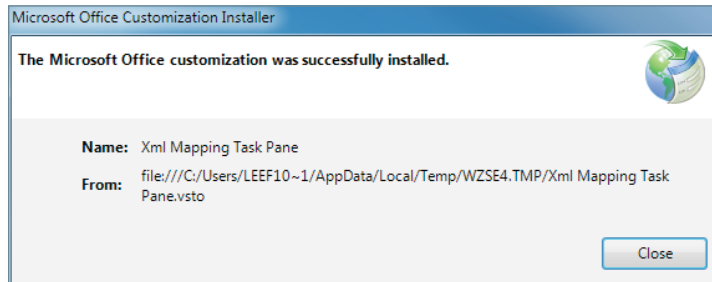 Microsoft Office Customization Installer
The Microsoft Office customization was successfully installed.
Name: Xml Mapping Task Pane
From: file:///C:/Users/LEEF10~1/AppData/Local/Temp/WZSE4.TMP/Xml Mapping Task
Pane.vsto
Close